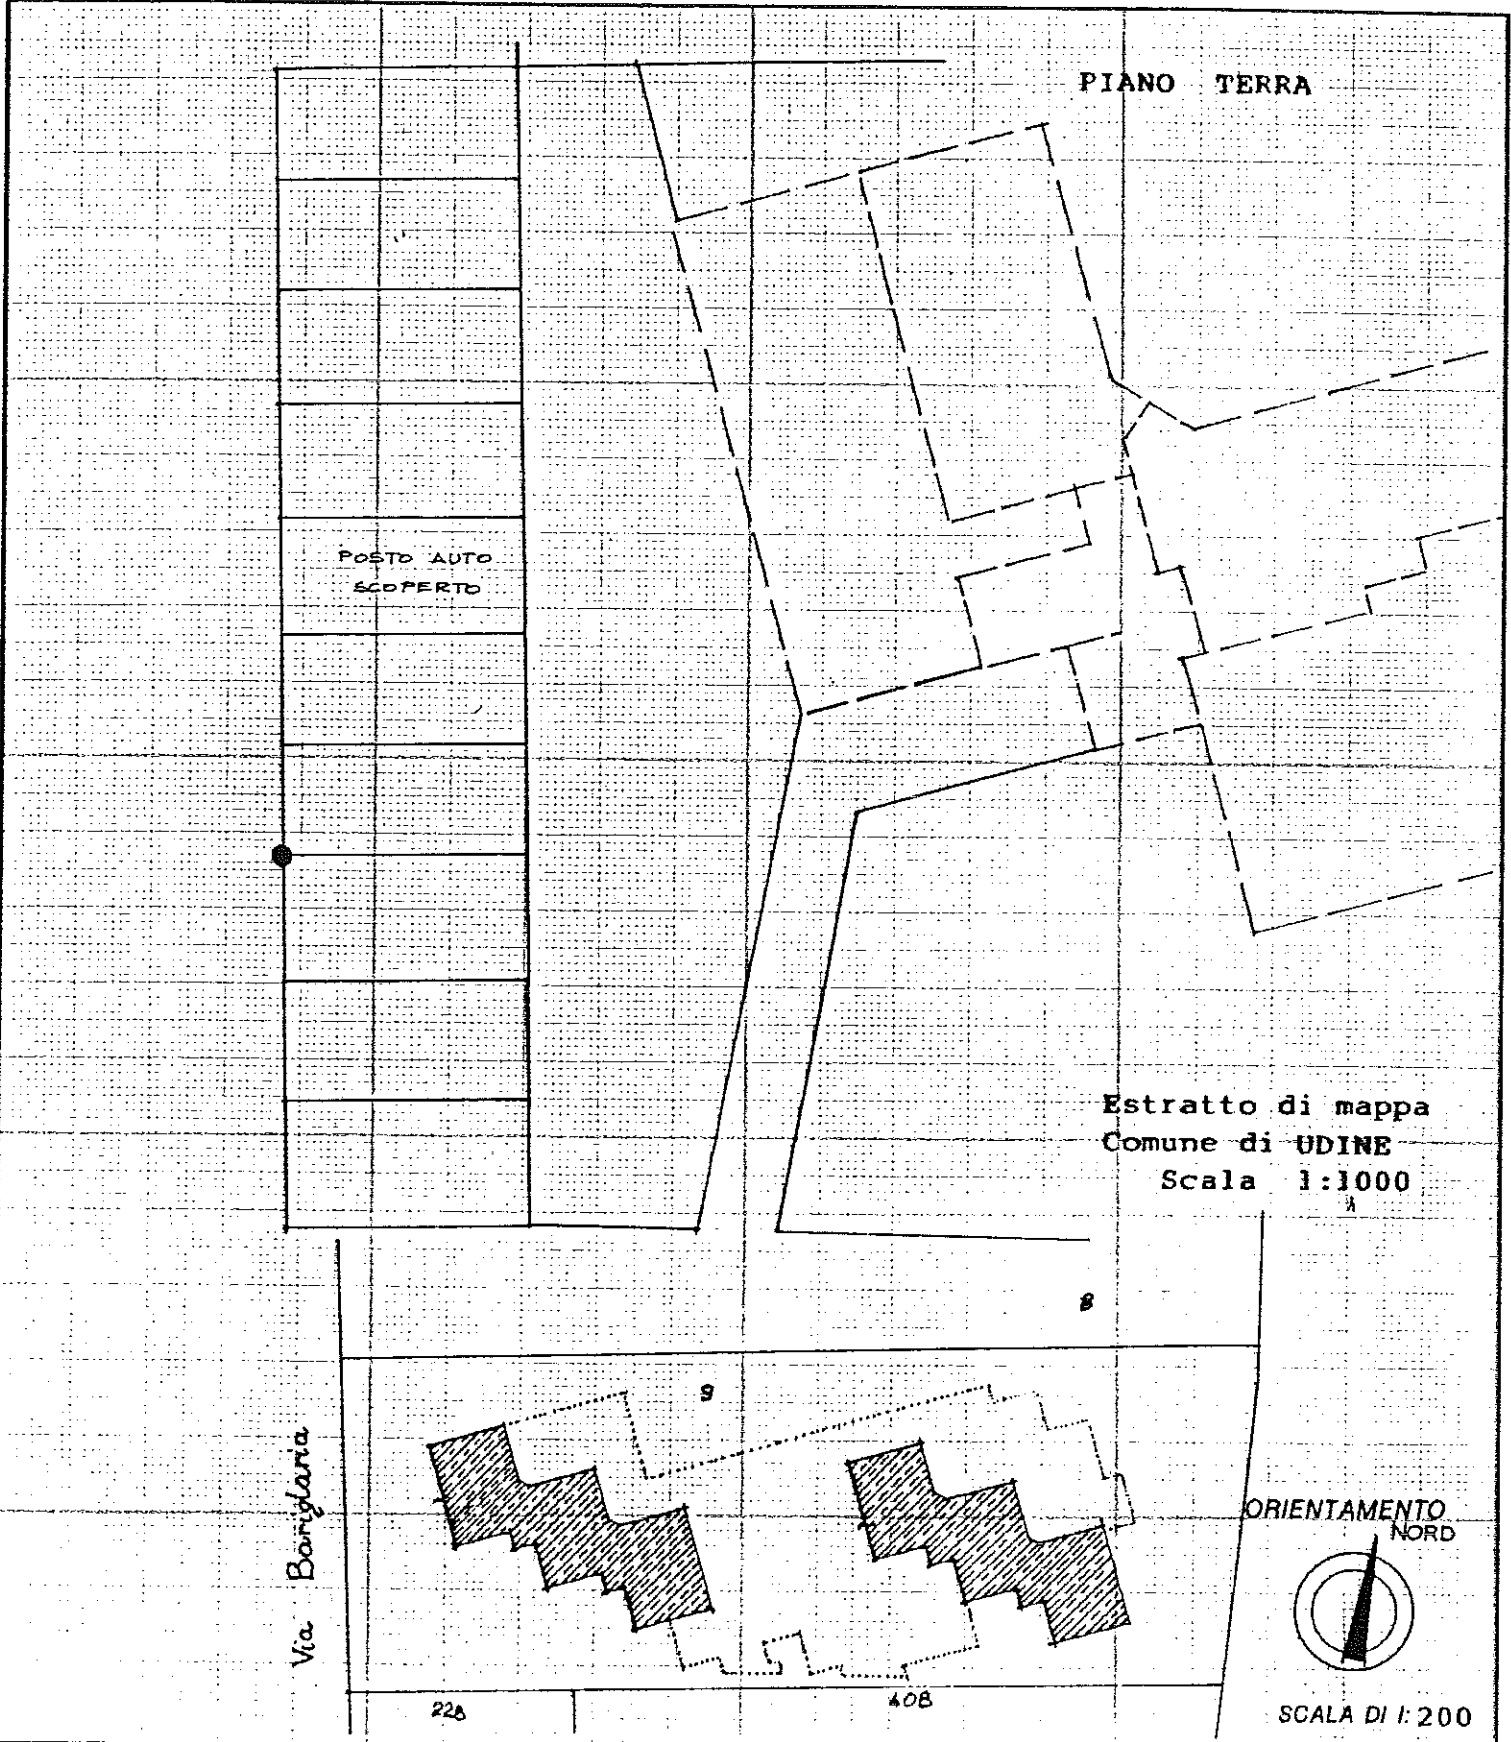 PIANO TERRA
POSTO AUTO
SCOPERTO
Estratto di mappa
Comune di UDINE
Scala 1:1000
8
9
Via Bariglaria
ORIENTAMENTO
NORD
228
408
SCALA DI 1:200